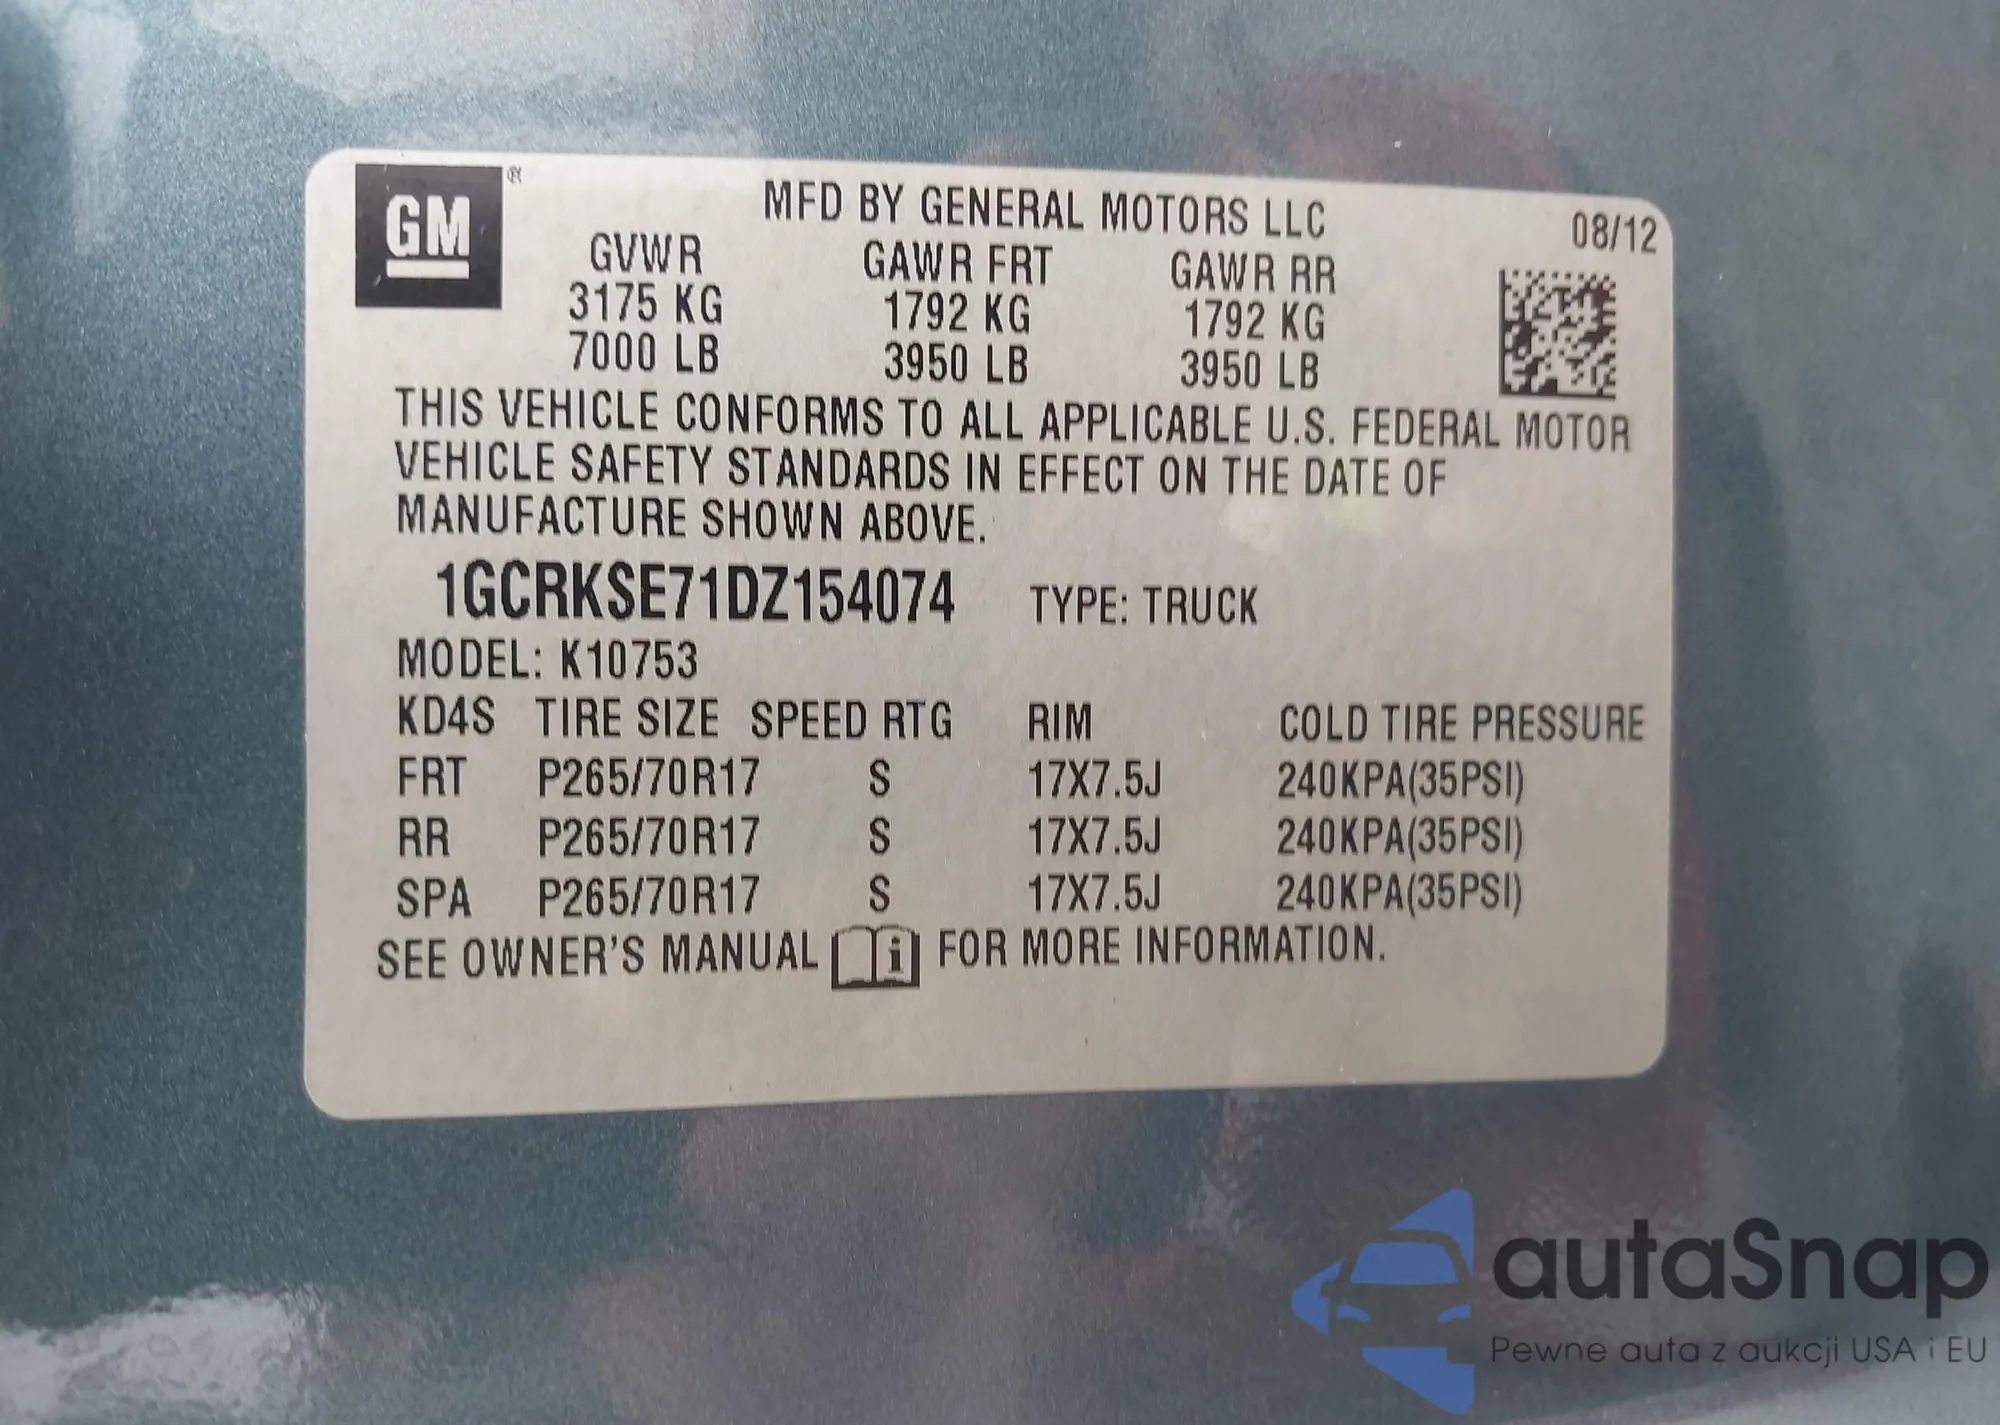 GM®
MFD BY GENERAL MOTORS LLC 08/12
GVWR GAWR FRT GAWR RR
3175 KG 1792 KG 1792 KG
7000 LB 3950 LB 3950 LB
THIS VEHICLE CONFORMS TO ALL APPLICABLE U.S. FEDERAL MOTOR
VEHICLE SAFETY STANDARDS IN EFFECT ON THE DATE OF
MANUFACTURE SHOWN ABOVE.
1GCRKSE71DZ154074 TYPE: TRUCK
MODEL: K10753
KD4S TIRE SIZE SPEED RTG RIM COLD TIRE PRESSURE
FRT P265/70R17 S 17X7.5J 240KPA(35PSI)
RR P265/70R17 S 17X7.5J 240KPA(35PSI)
SPA P265/70R17 S 17X7.5J 240KPA(35PSI)
SEE OWNER'S MANUAL i FOR MORE INFORMATION.
autaSnap
Pewne auta z aukcji USA i EU